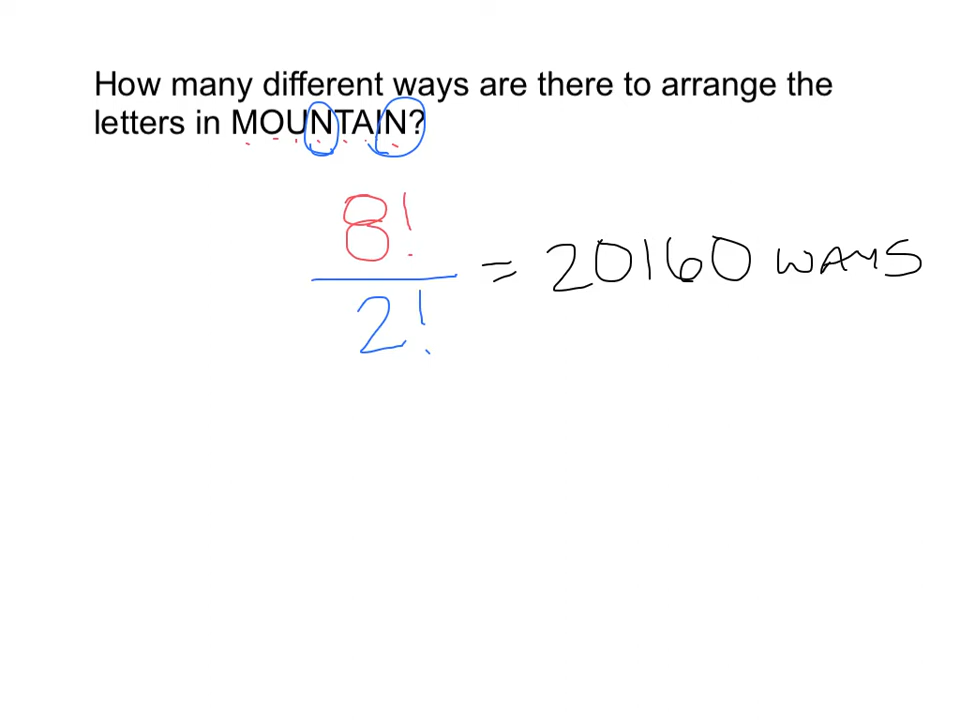 How many different ways are there to arrange the
letters in MOUNTAIN?
8!
= 20160 WAYS
2!